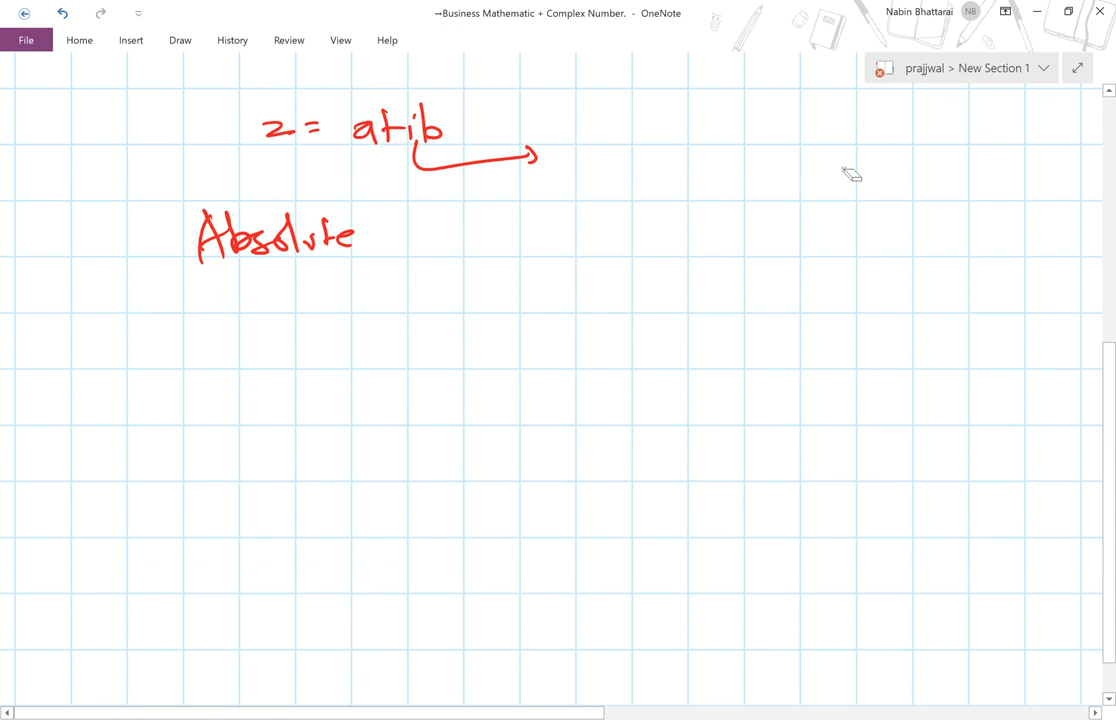 →Business Mathematic + Complex Number. - OneNote
Nabin Bhattarai NB
File Home Insert Draw History Review View Help
prajjwal > New Section 1
z = a+ib
Absolute